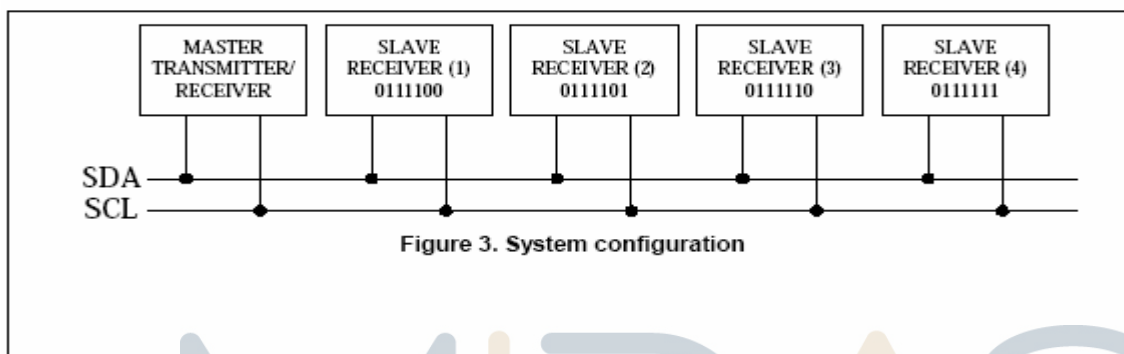 MASTER
TRANSMITTER/
RECEIVER
SLAVE
RECEIVER (1)
0111100
SLAVE
RECEIVER (2)
0111101
SLAVE
RECEIVER (3)
0111110
SLAVE
RECEIVER (4)
0111111
SDA
SCL
Figure 3. System configuration